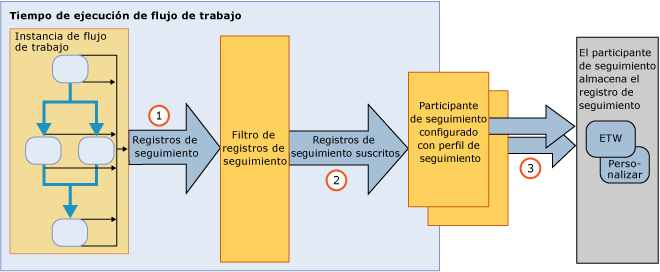 Tiempo de ejecución de flujo de trabajo
Instancia de flujo
de trabajo
1
Registros de
seguimiento
Filtro de
registros de
seguimiento
Registros de
seguimiento suscritos
2
Participante
de seguimiento
configurado
con perfil de
seguimiento
3
El participante
de seguimiento
almacena el
registro de
seguimiento
ETW
Perso-
nalizar